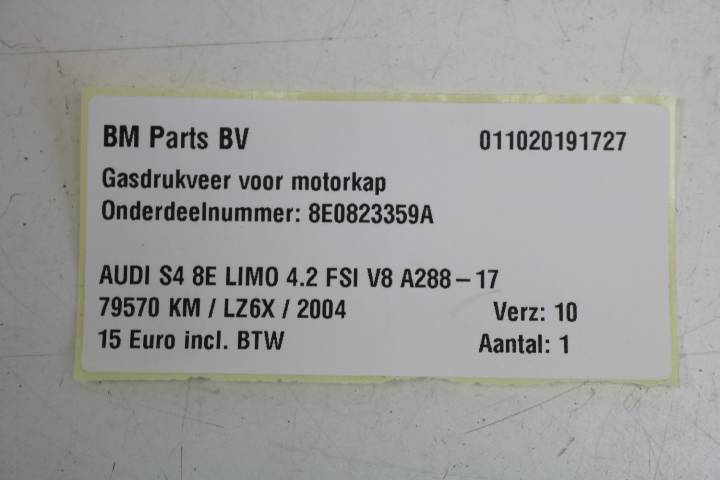 BM Parts BV 011020191727
Gasdrukveer voor motorkap
Onderdeelnummer: 8E0823359A
AUDI S4 8E LIMO 4.2 FSI V8 A288-17
79570 KM / LZ6X / 2004 Verz: 10
15 Euro incl. BTW Aantal: 1